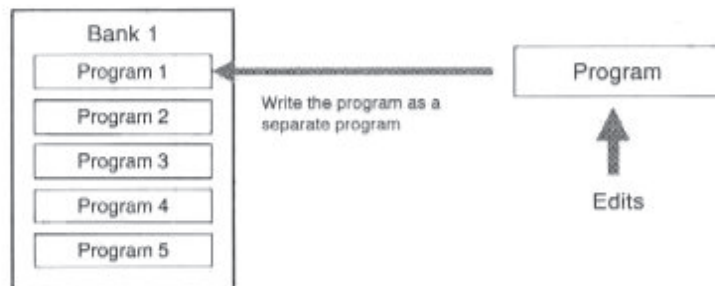 Bank 1
Program 1
Program 2
Program 3
Program 4
Program 5
Write the program as a
separate program
Program
Edits